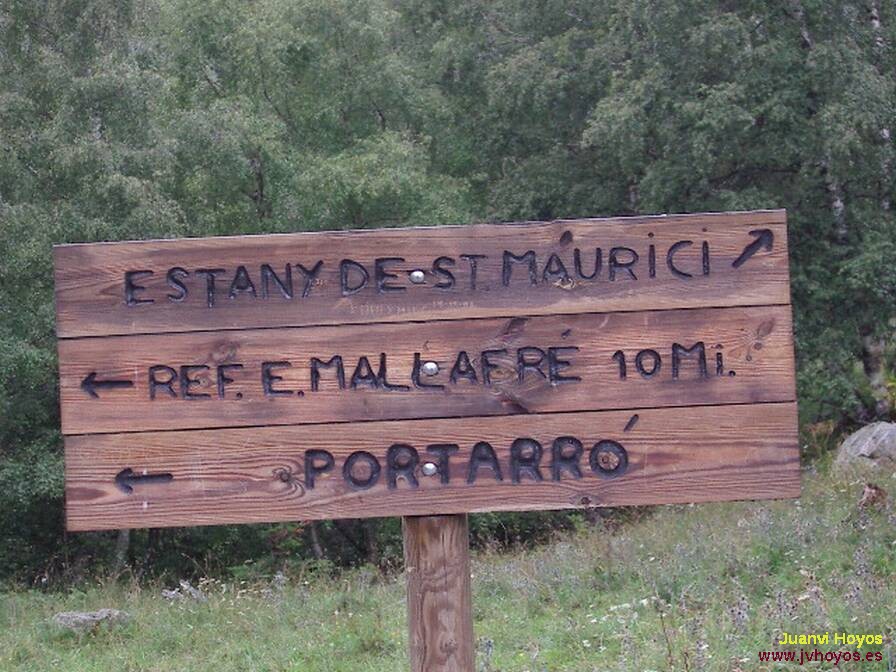 ESTANY DE ST. MAURICI ↗
← REF. E. MALLAFRÉ 10 Mi.
← PORTARRÓ
Juanvi Hoyos
www.jvhoyos.es